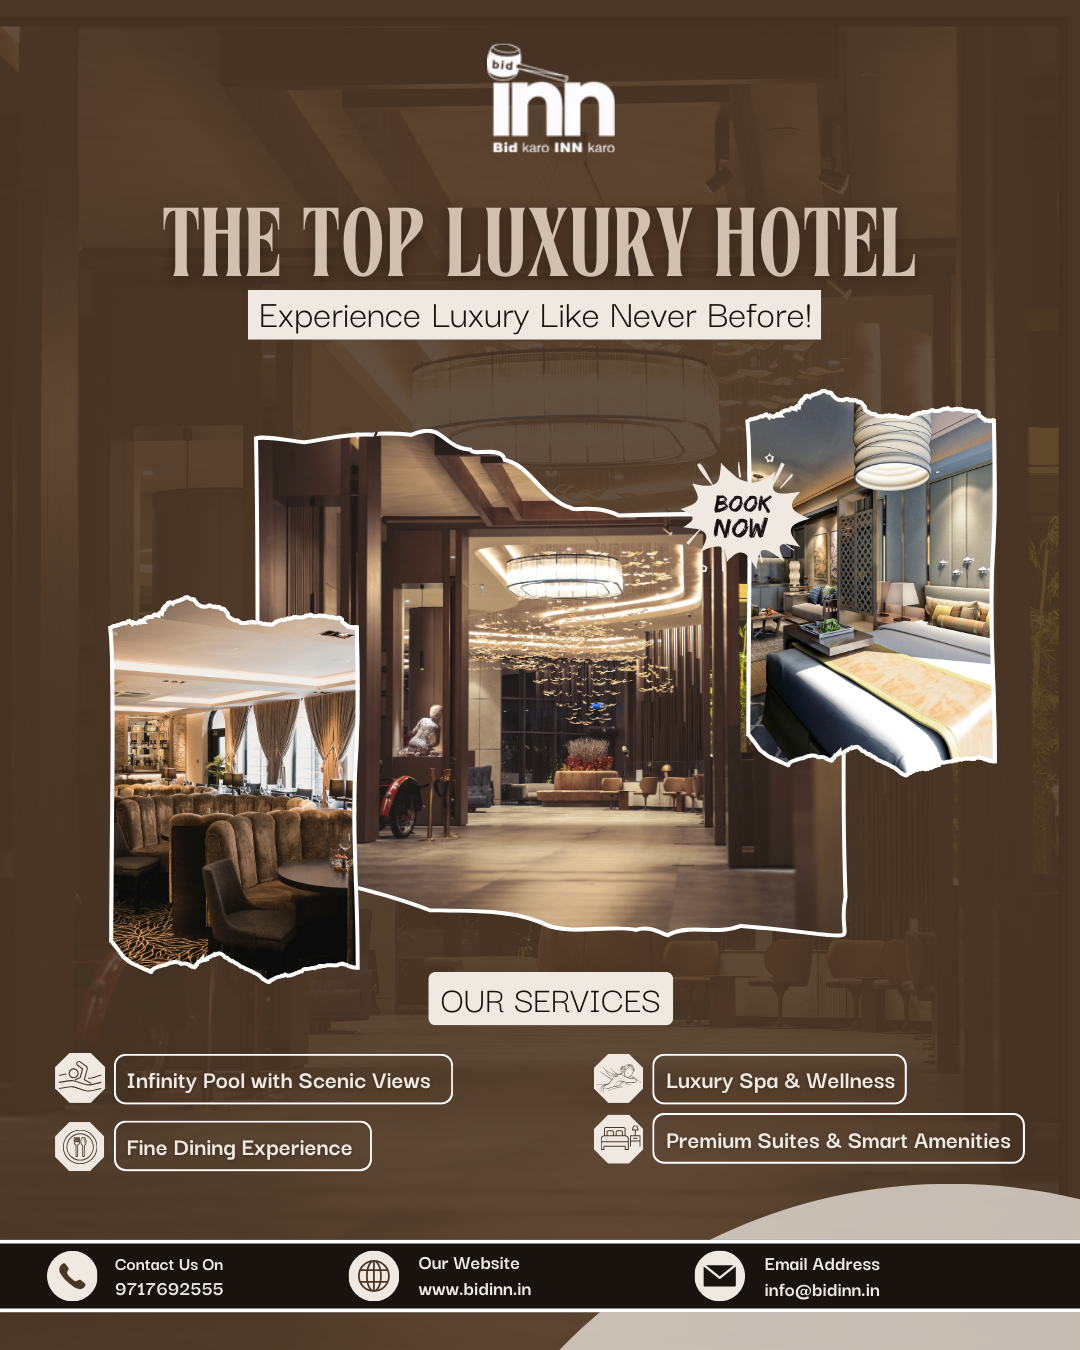 bid
inn
Bid karo INN karo
THE TOP LUXURY HOTEL
Experience Luxury Like Never Before!
BOOK
NOW
OUR SERVICES
Infinity Pool with Scenic Views
Luxury Spa & Wellness
Fine Dining Experience
Premium Suites & Smart Amenities
Contact Us On
9717692555
Our Website
www.bidinn.in
Email Address
info@bidinn.in